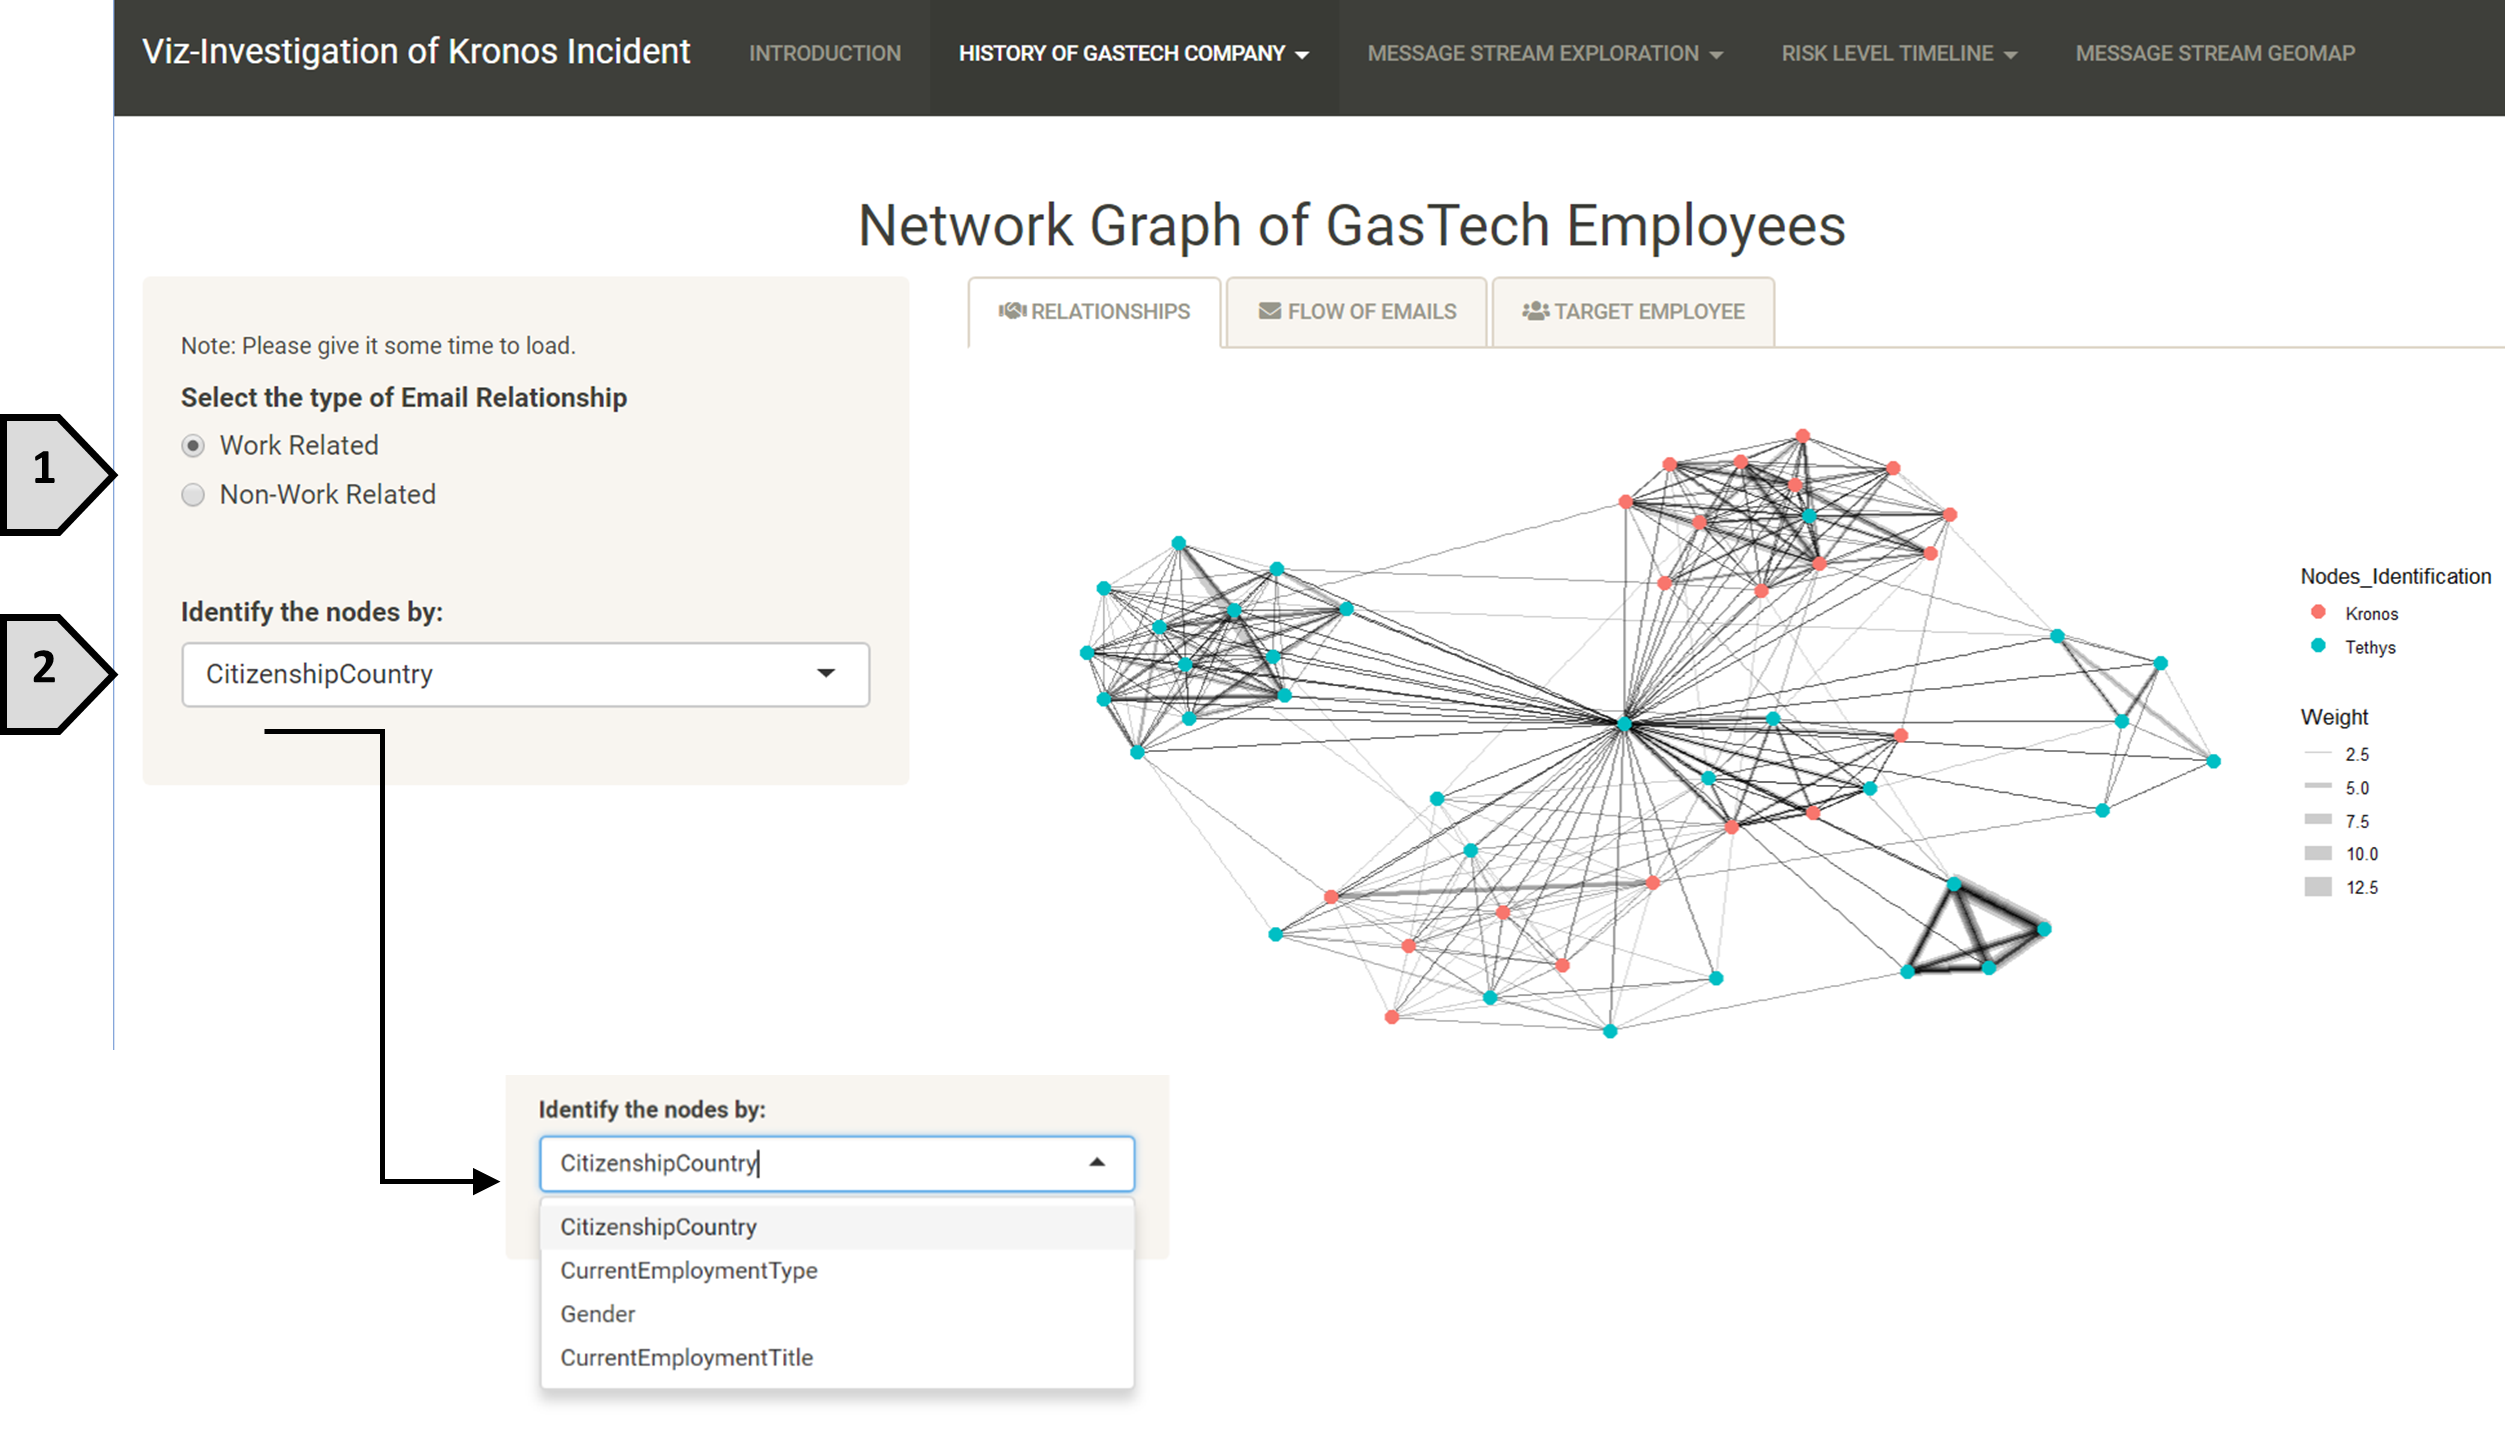 Viz-Investigation of Kronos Incident INTRODUCTION HISTORY OF GASTECH COMPANY MESSAGE STREAM EXPLORATION RISK LEVEL TIMELINE MESSAGE STREAM GEOMAP
Network Graph of GasTech Employees
RELATIONSHIPS FLOW OF EMAILS TARGET EMPLOYEE
Note: Please give it some time to load.
Select the type of Email Relationship
1
Work Related
Non-Work Related
Identify the nodes by:
2
CitizenshipCountry
Nodes_Identification
Kronos
Tethys
Weight
2.5
5.0
7.5
10.0
12.5
Identify the nodes by:
CitizenshipCountry
CitizenshipCountry
CurrentEmploymentType
Gender
CurrentEmploymentTitle